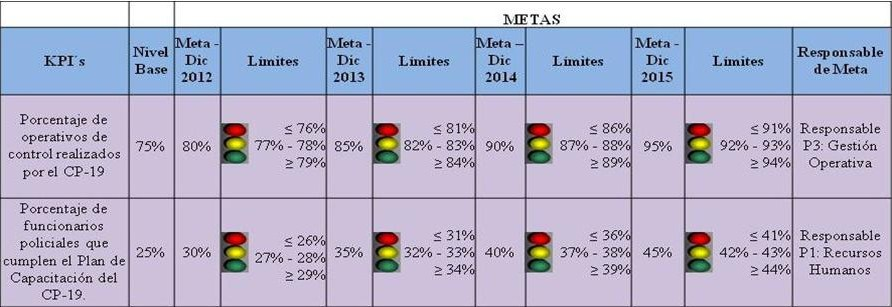 METAS
KPI´s
Nivel
Base
Meta -
Dic
2012
Límites
Meta -
Dic
2013
Límites
Meta –
Dic
2014
Límites
Meta -
Dic
2015
Límites
Responsable
de Meta
Porcentaje de
operativos de
control realizados
por el CP-19
75%
80%
≤ 76%
77% - 78%
≥ 79%
85%
≤ 81%
82% - 83%
≥ 84%
90%
≤ 86%
87% - 88%
≥ 89%
95%
≤ 91%
92% - 93%
≥ 94%
Responsable
P3: Gestión
Operativa
Porcentaje de
funcionarios
policiales que
cumplen el Plan de
Capacitación del
CP-19.
25%
30%
≤ 26%
27% - 28%
≥ 29%
35%
≤ 31%
32% - 33%
≥ 34%
40%
≤ 36%
37% - 38%
≥ 39%
45%
≤ 41%
42% - 43%
≥ 44%
Responsable
P1: Recursos
Humanos